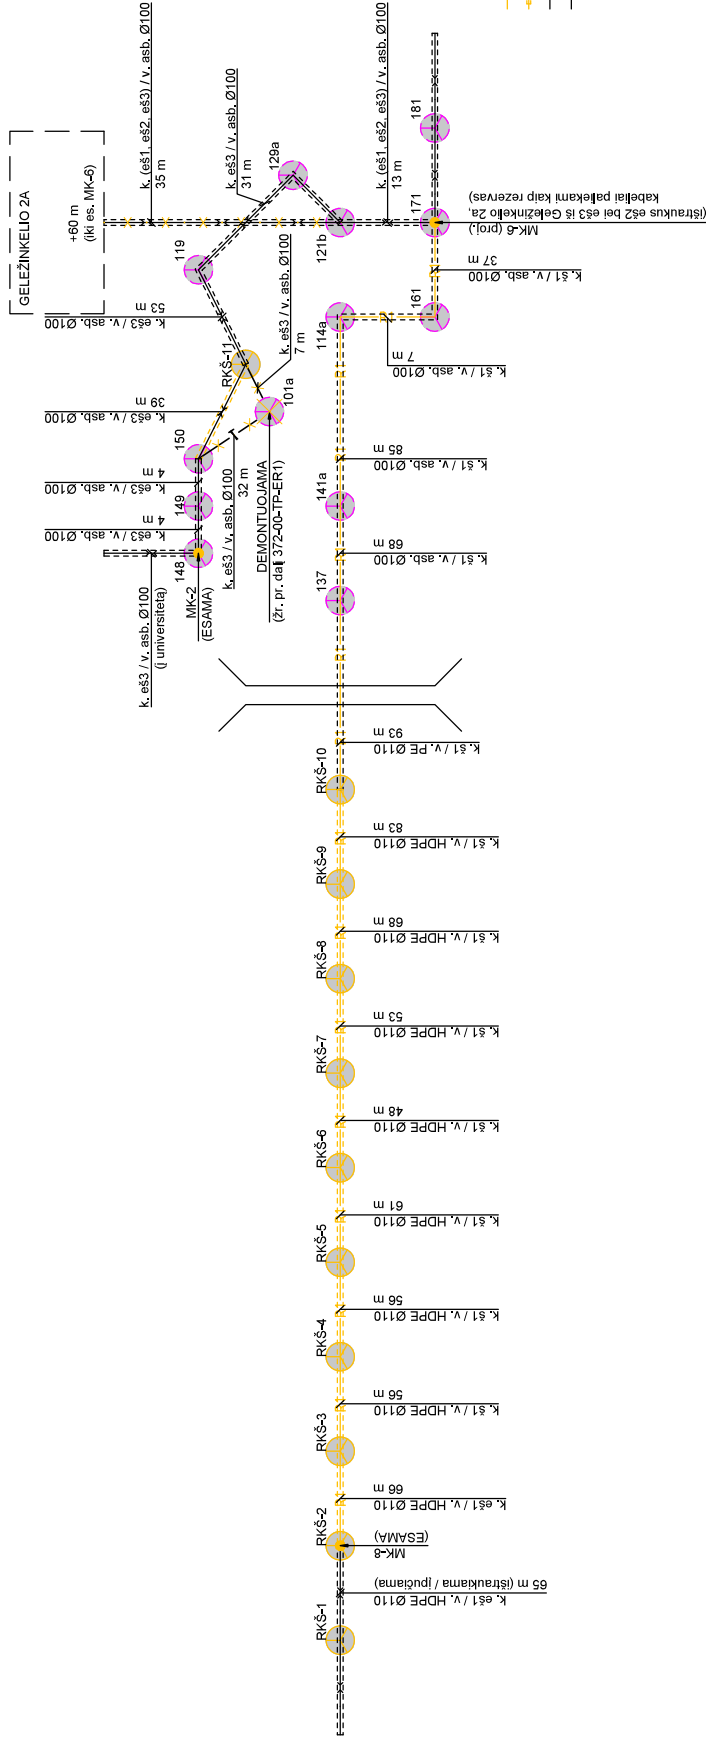 GELEŽINKELIO 2A
+60 m
(iki es. MK-6)
k. (eš1, eš2, eš3) / v. asb. Ø100
35 m
k. eš3 / v. asb. Ø100
31 m
129a
119
121b
k. (eš1, eš2, eš3) / v. asb. Ø100
13 m
181
171
MK-6 (proj.)
(ištraukus eš2 bei eš3 iš Geležinkelio 2a,
kabeliai paliekami kaip rezervas)
k. š1 / v. asb. Ø100
37 m
161
k. eš3 / v. asb. Ø100
53 m
RKŠ-11
k. eš3 / v. asb. Ø100
7 m
114a
k. š1 / v. asb. Ø100
7 m
101a
k. eš3 / v. asb. Ø100
39 m
150
k. eš3 / v. asb. Ø100
4 m
149
k. eš3 / v. asb. Ø100
4 m
148
k. eš3 / v. asb. Ø100
32 m
DEMONTUOJAMA
(žr. pr. dalį 372-00-TP-ER1)
MK-2
(ESAMA)
k. eš3 / v. asb. Ø100
(į universitetą)
k. š1 / v. asb. Ø100
85 m
141a
k. š1 / v. asb. Ø100
68 m
137
k. š1 / v. PE Ø110
93 m
RKŠ-10
k. š1 / v. HDPE Ø110
83 m
RKŠ-9
k. š1 / v. HDPE Ø110
68 m
RKŠ-8
k. š1 / v. HDPE Ø110
53 m
RKŠ-7
k. š1 / v. HDPE Ø110
48 m
RKŠ-6
k. š1 / v. HDPE Ø110
61 m
RKŠ-5
k. š1 / v. HDPE Ø110
56 m
RKŠ-4
k. š1 / v. HDPE Ø110
56 m
RKŠ-3
k. eš1 / v. HDPE Ø110
66 m
RKŠ-2
MK-8
(ESAMA)
k. eš1 / v. HDPE Ø110
65 m (ištraukiama / įpučiama)
RKŠ-1